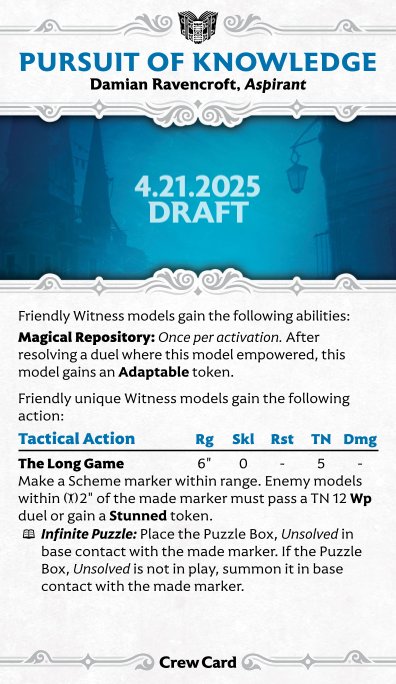 PURSUIT OF KNOWLEDGE
Damian Ravencroft, Aspirant
4.21.2025
DRAFT
Friendly Witness models gain the following abilities:
Magical Repository: Once per activation. After
resolving a duel where this model empowered, this
model gains an Adaptable token.
Friendly unique Witness models gain the following
action:
Tactical Action Rg Skl Rst TN Dmg
The Long Game 6" 0 - 5 -
Make a Scheme marker within range. Enemy models
within 2" of the made marker must pass a TN 12 Wp
duel or gain a Stunned token.
Infinite Puzzle: Place the Puzzle Box, Unsolved in
base contact with the made marker. If the Puzzle
Box, Unsolved is not in play, summon it in base
contact with the made marker.
Crew Card